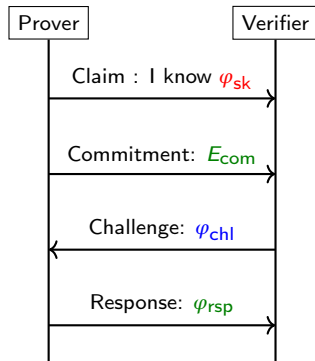 Prover Verifier
Claim : I know φsk
Commitment: Ecom
Challenge: φchl
Response: φrsp